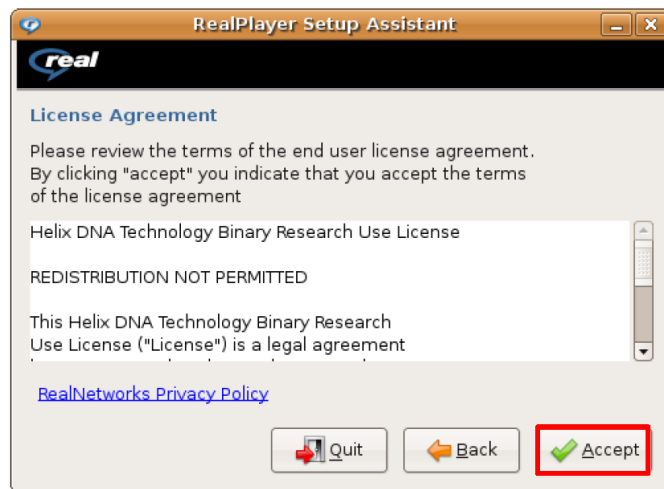 RealPlayer Setup Assistant
real
License Agreement
Please review the terms of the end user license agreement.
By clicking "accept" you indicate that you accept the terms
of the license agreement
Helix DNA Technology Binary Research Use License
REDISTRIBUTION NOT PERMITTED
This Helix DNA Technology Binary Research
Use License ("License") is a legal agreement
RealNetworks Privacy Policy
Quit Back Accept